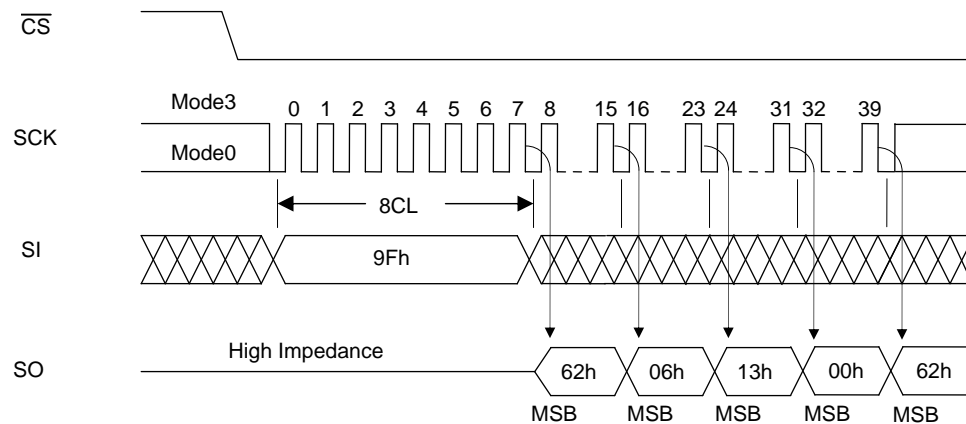 CS
Mode3
0 1 2 3 4 5 6 7 8 15 16 23 24 31 32 39
SCK
Mode0
8CL
SI
9Fh
High Impedance
SO
62h 06h 13h 00h 62h
MSB MSB MSB MSB MSB